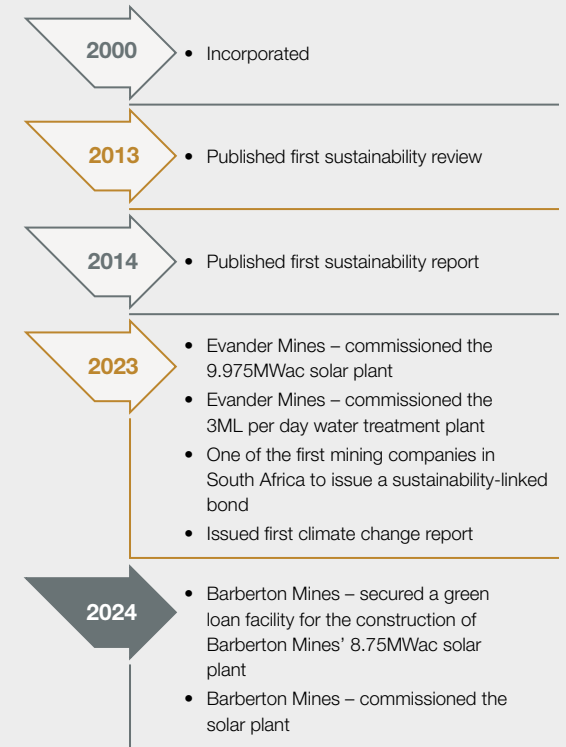 2000
• Incorporated
2013
• Published first sustainability review
2014
• Published first sustainability report
2023
• Evander Mines – commissioned the
9.975MWac solar plant
• Evander Mines – commissioned the
3ML per day water treatment plant
• One of the first mining companies in
South Africa to issue a sustainability-linked
bond
• Issued first climate change report
2024
• Barberton Mines – secured a green
loan facility for the construction of
Barberton Mines’ 8.75MWac solar
plant
• Barberton Mines – commissioned the
solar plant